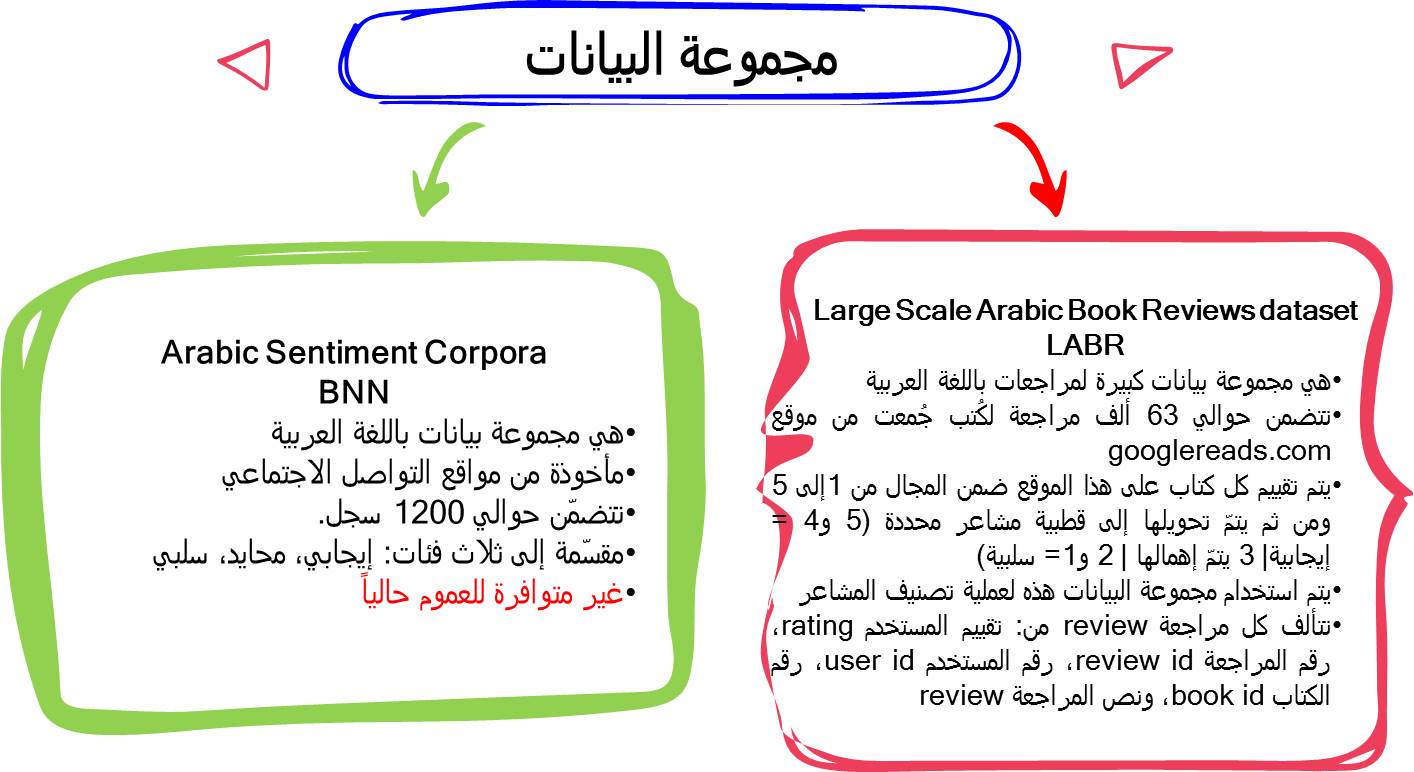 مجموعة البيانات
Large Scale Arabic Book Reviews dataset
LABR
•هي مجموعة بيانات كبيرة لمراجعات باللغة العربية
•تتضمن حوالي 63 ألف مراجعة لكُتب جُمعت من موقع
googlereads.com
•يتم تقييم كل كتاب على هذا الموقع ضمن المجال من 1إلى 5
ومن ثم يتمّ تحويلها إلى قطبية مشاعر محددة (5 و4 =
إيجابية| 3 يتمّ إهمالها | 2 و1= سلبية)
•يتم استخدام مجموعة البيانات هذه لعملية تصنيف المشاعر
•تتألف كل مراجعة review من: تقييم المستخدم rating،
رقم المراجعة review id، رقم المستخدم user id، رقم
الكتاب book id، ونص المراجعة review
Arabic Sentiment Corpora
BNN
•هي مجموعة بيانات باللغة العربية
•مأخوذة من مواقع التواصل الاجتماعي
•تتضمّن حوالي 1200 سجل.
•مقسّمة إلى ثلاث فئات: إيجابي، محايد، سلبي
•غير متوافرة للعموم حالياً